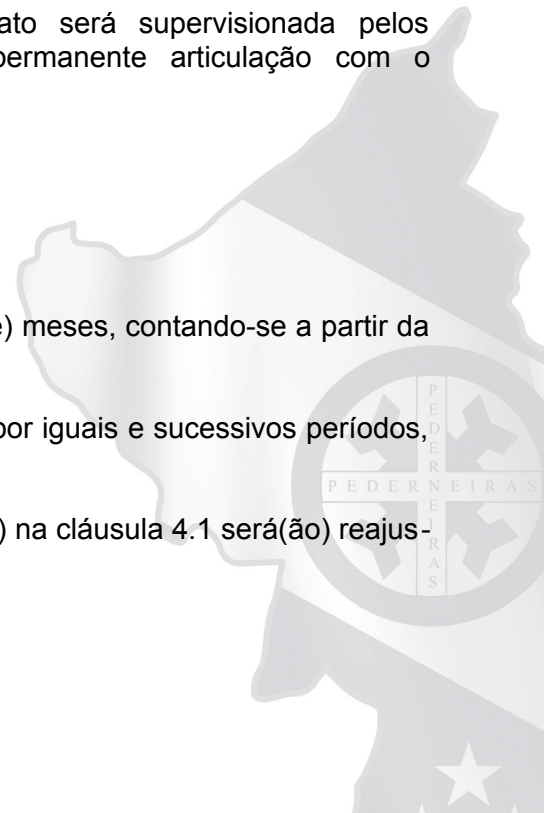 ato será supervisionada pelos
permanente articulação com o
) meses, contando-se a partir da
por iguais e sucessivos períodos,
) na cláusula 4.1 será(ão) reajus-
PEDERNEIRAS
PEDERNEIRAS